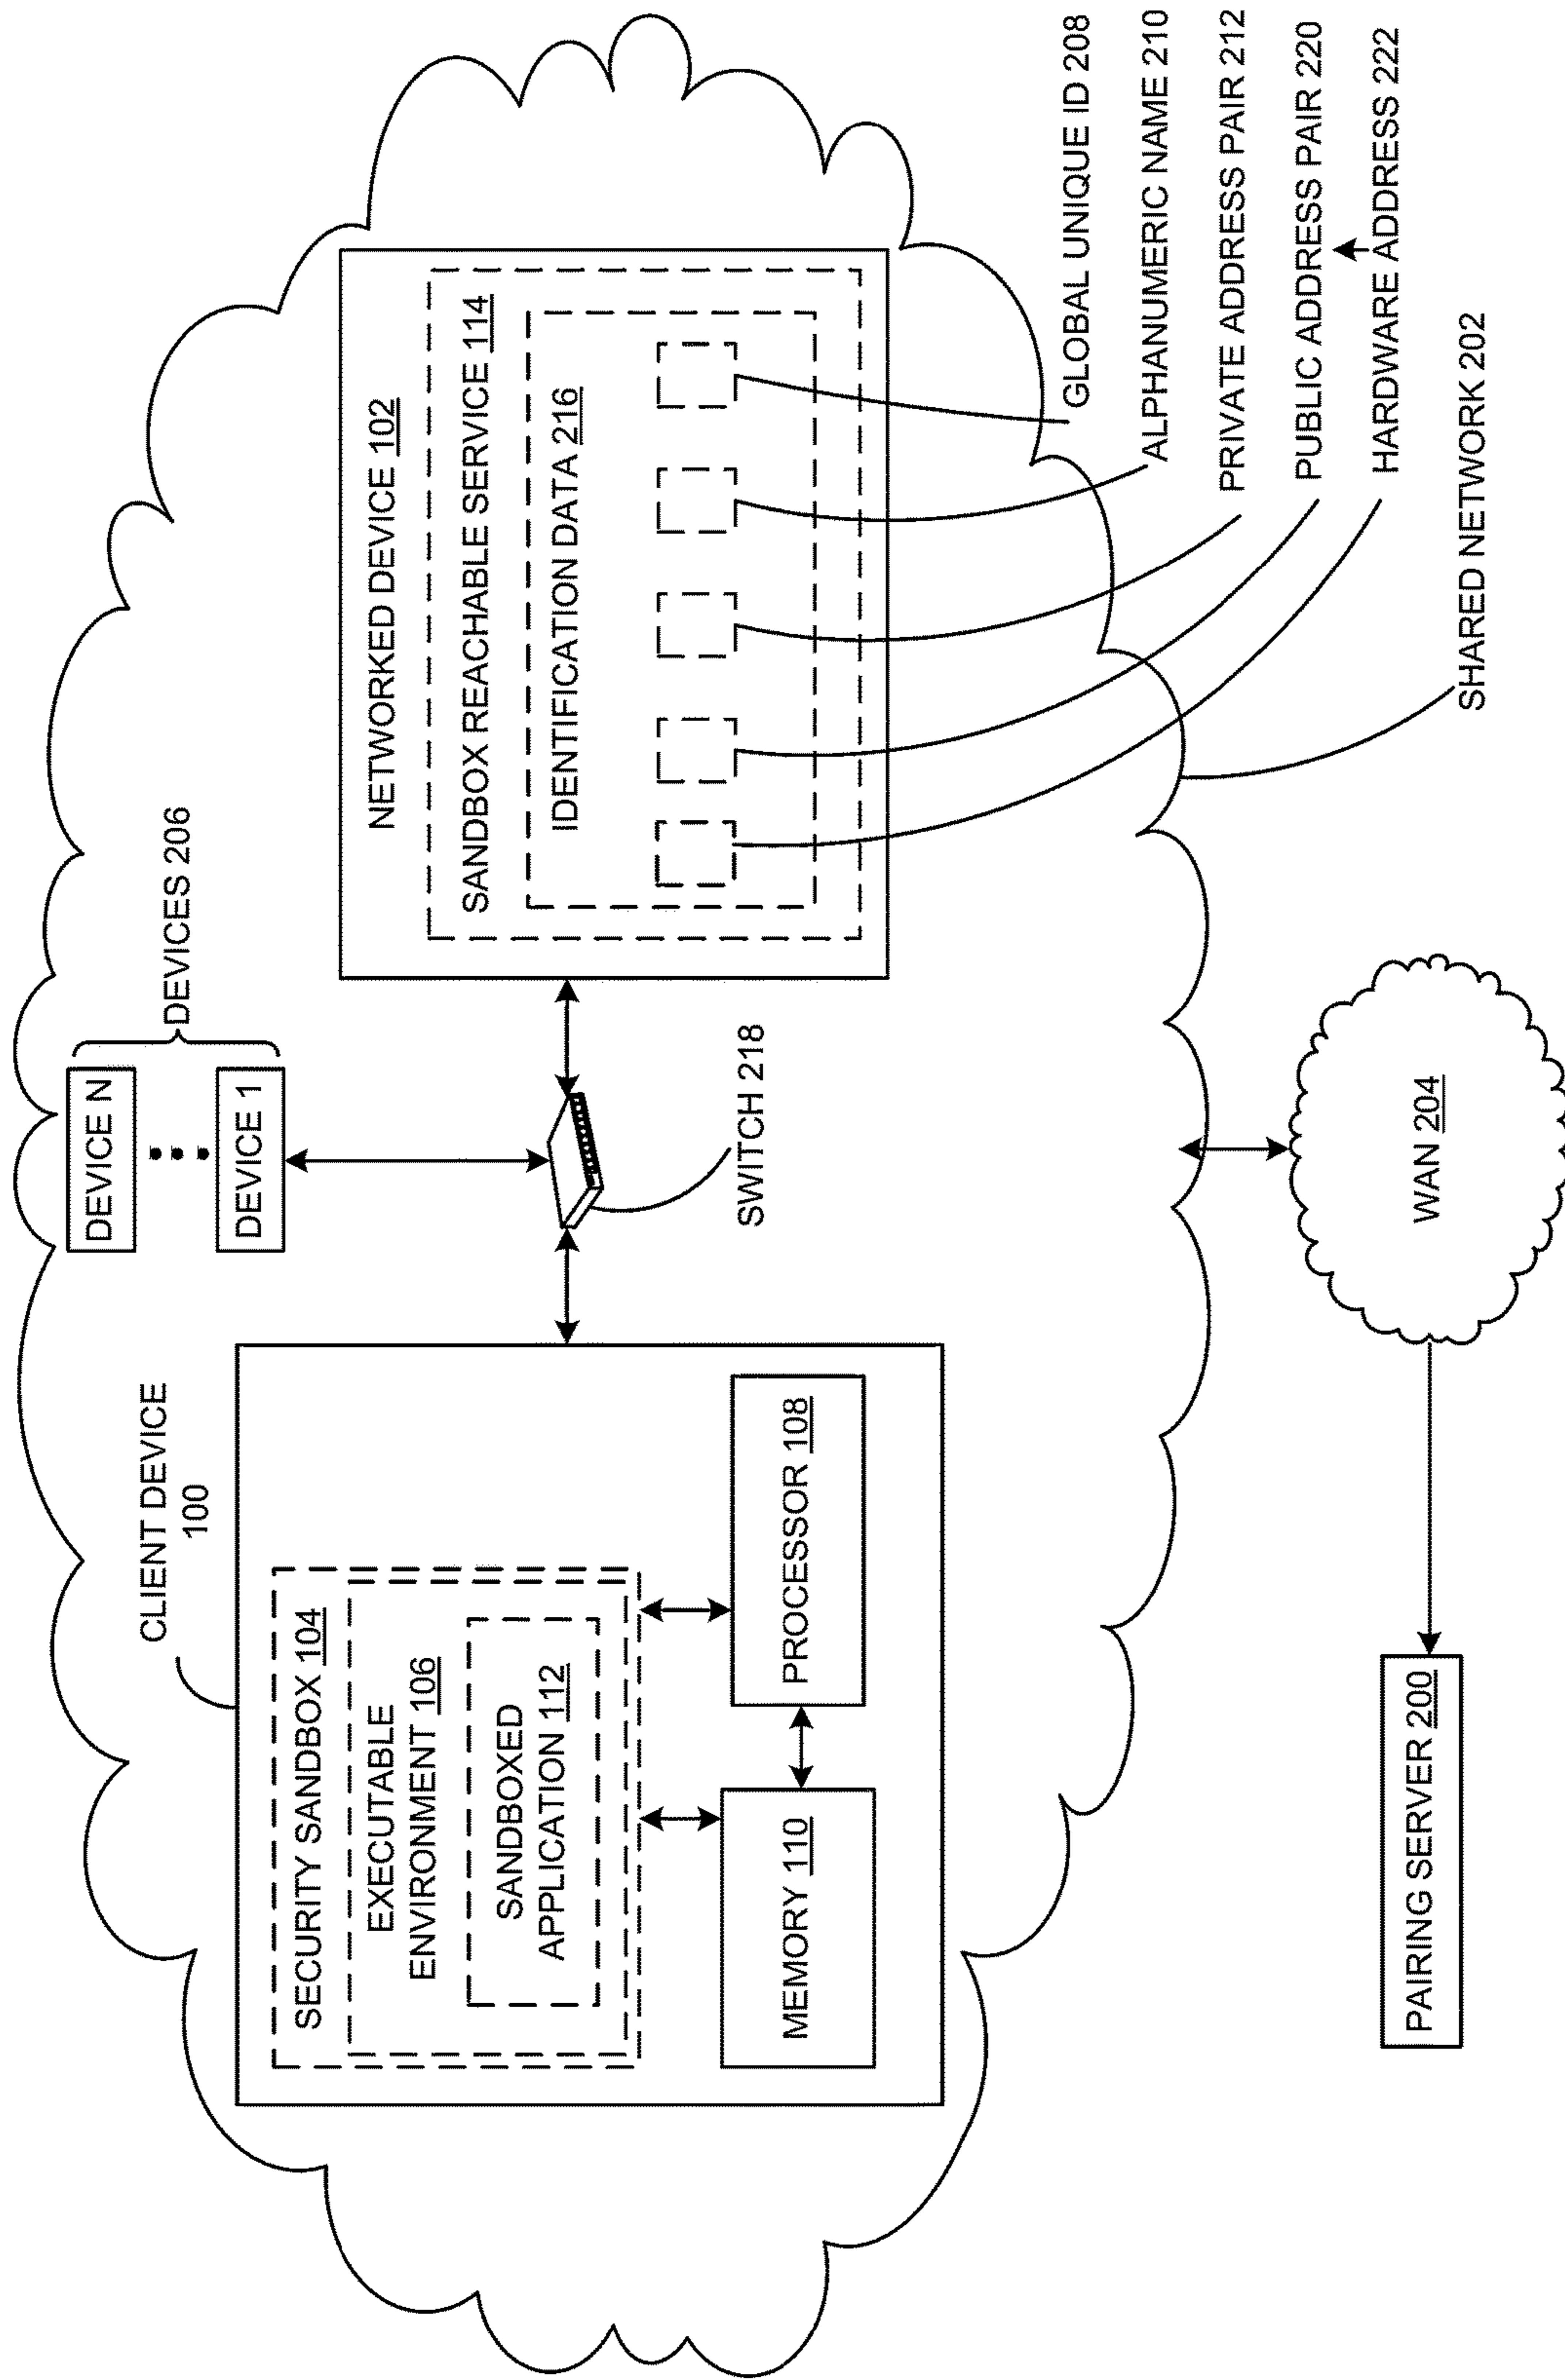 DEVICE N
DEVICE 1
DEVICES 206
CLIENT DEVICE
100
SECURITY SANDBOX 104
EXECUTABLE
ENVIRONMENT 106
SANDBOXED
APPLICATION 112
MEMORY 110
PROCESSOR 108
SWITCH 218
NETWORKED DEVICE 102
SANDBOX REACHABLE SERVICE 114
IDENTIFICATION DATA 216
GLOBAL UNIQUE ID 208
ALPHANUMERIC NAME 210
PRIVATE ADDRESS PAIR 212
PUBLIC ADDRESS PAIR 220
HARDWARE ADDRESS 222
SHARED NETWORK 202
WAN 204
PAIRING SERVER 200